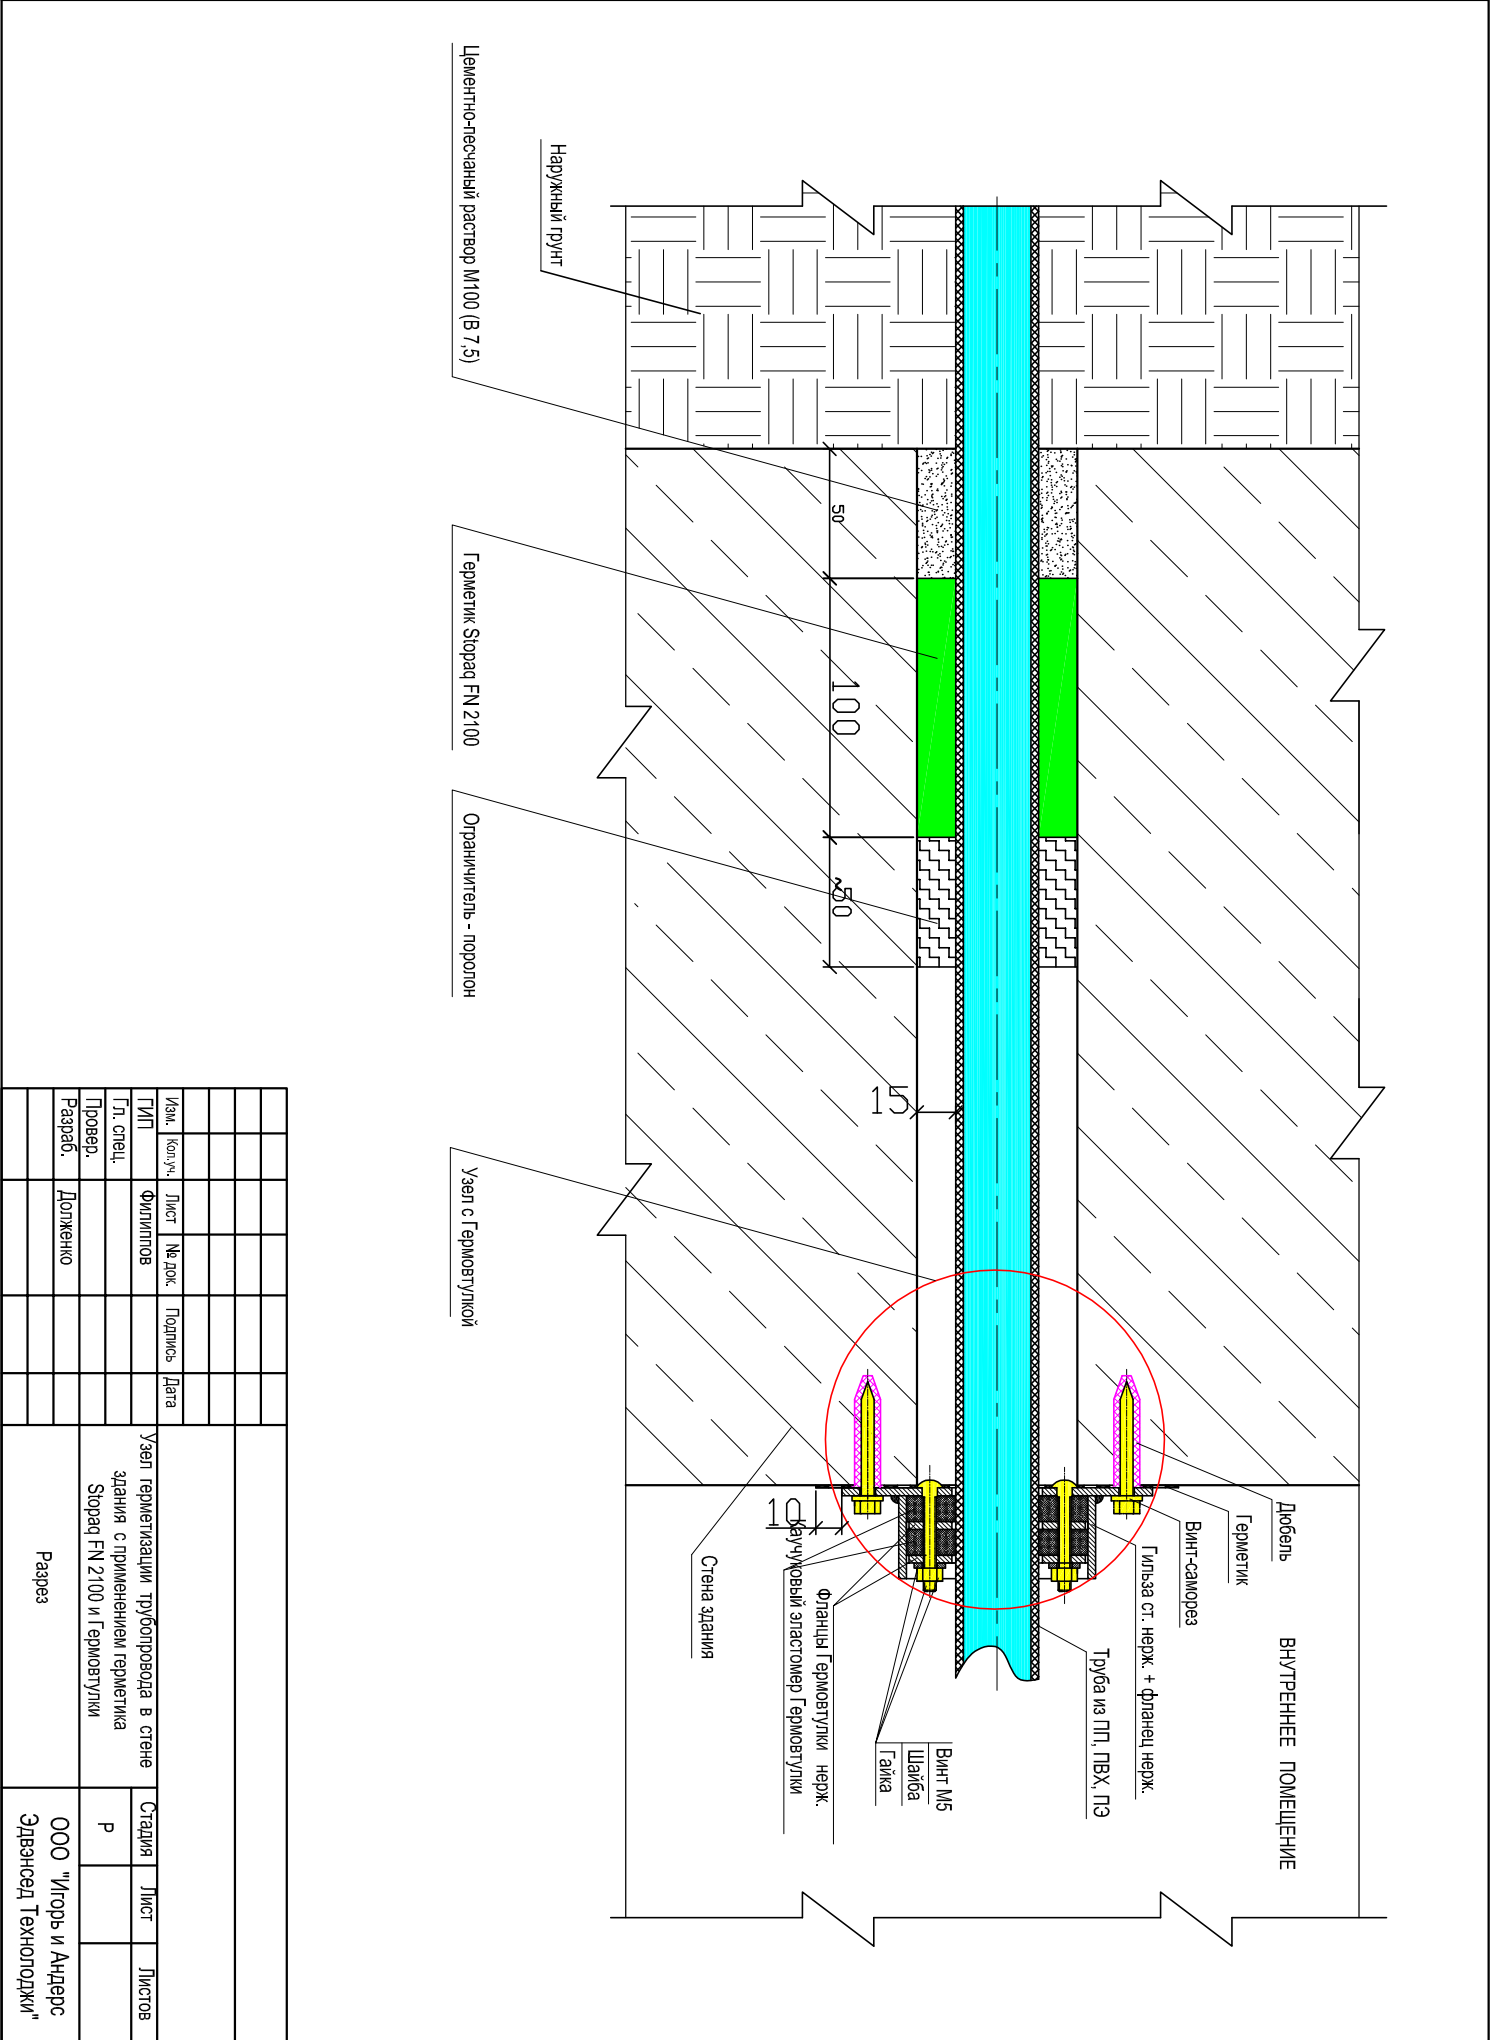 ВНУТРЕННЕЕ ПОМЕЩЕНИЕ
Дюбель
Герметик
Винт-саморез
Гильза ст. нерж. + фланец нерж.
Труба из ПП, ПВХ, ПЭ
Винт М5
Шайба
Гайка
Фланцы Гермовтулки нерж.
Каучуковый эластомер Гермовтулки
Стена здания
10
15
50
100
~50
Наружный грунт
Цементно-песчаный раствор М100 (В 7,5)
Герметик Stopaq FN 2100
Ограничитель - поролон
Узел с Гермовтулкой
Изм. Кол.уч. Лист № док. Подпись Дата
ГИП Филиппов
Гл. спец.
Провер.
Разраб. Долженко
Узел герметизации трубопровода в стене
здания с применением герметика
Stopaq FN 2100 и Гермовтулки
Стадия Лист Листов
Р
Разрез
ООО "Игорь и Андерс
Эдвэнсед Технолоджи"